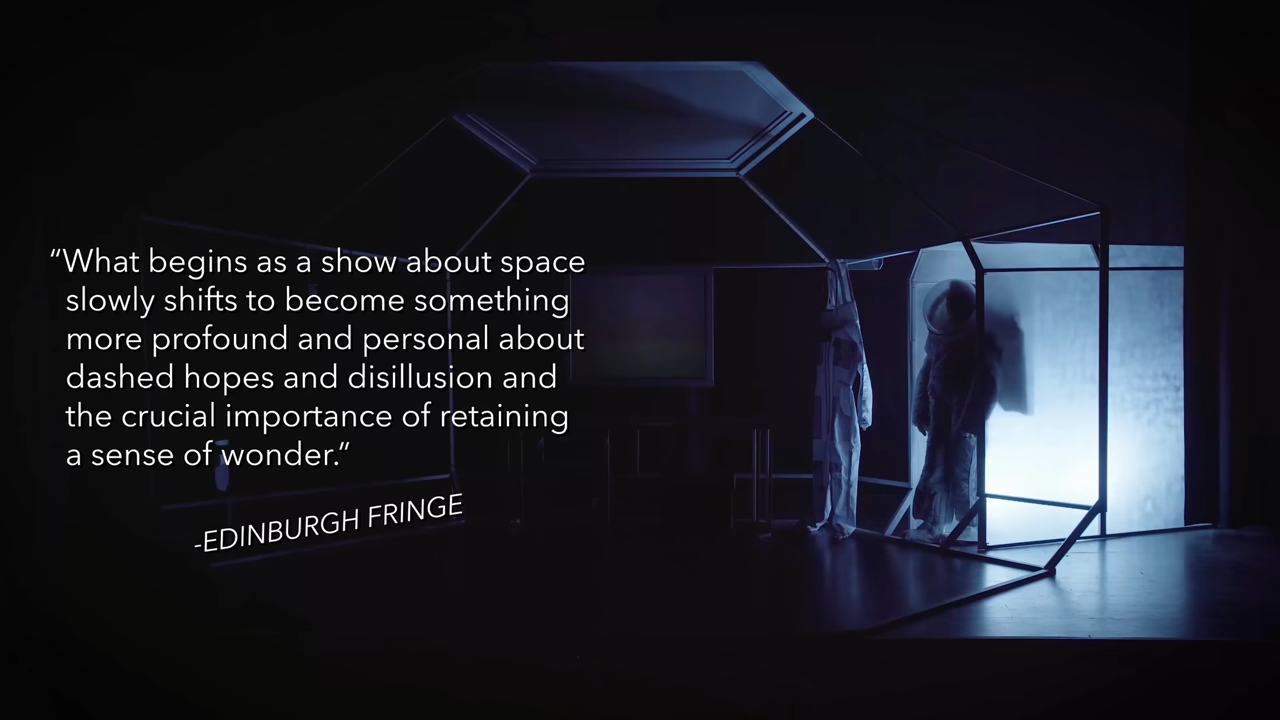 “What begins as a show about space
slowly shifts to become something
more profound and personal about
dashed hopes and disillusion and
the crucial importance of retaining
a sense of wonder.”
-EDINBURGH FRINGE